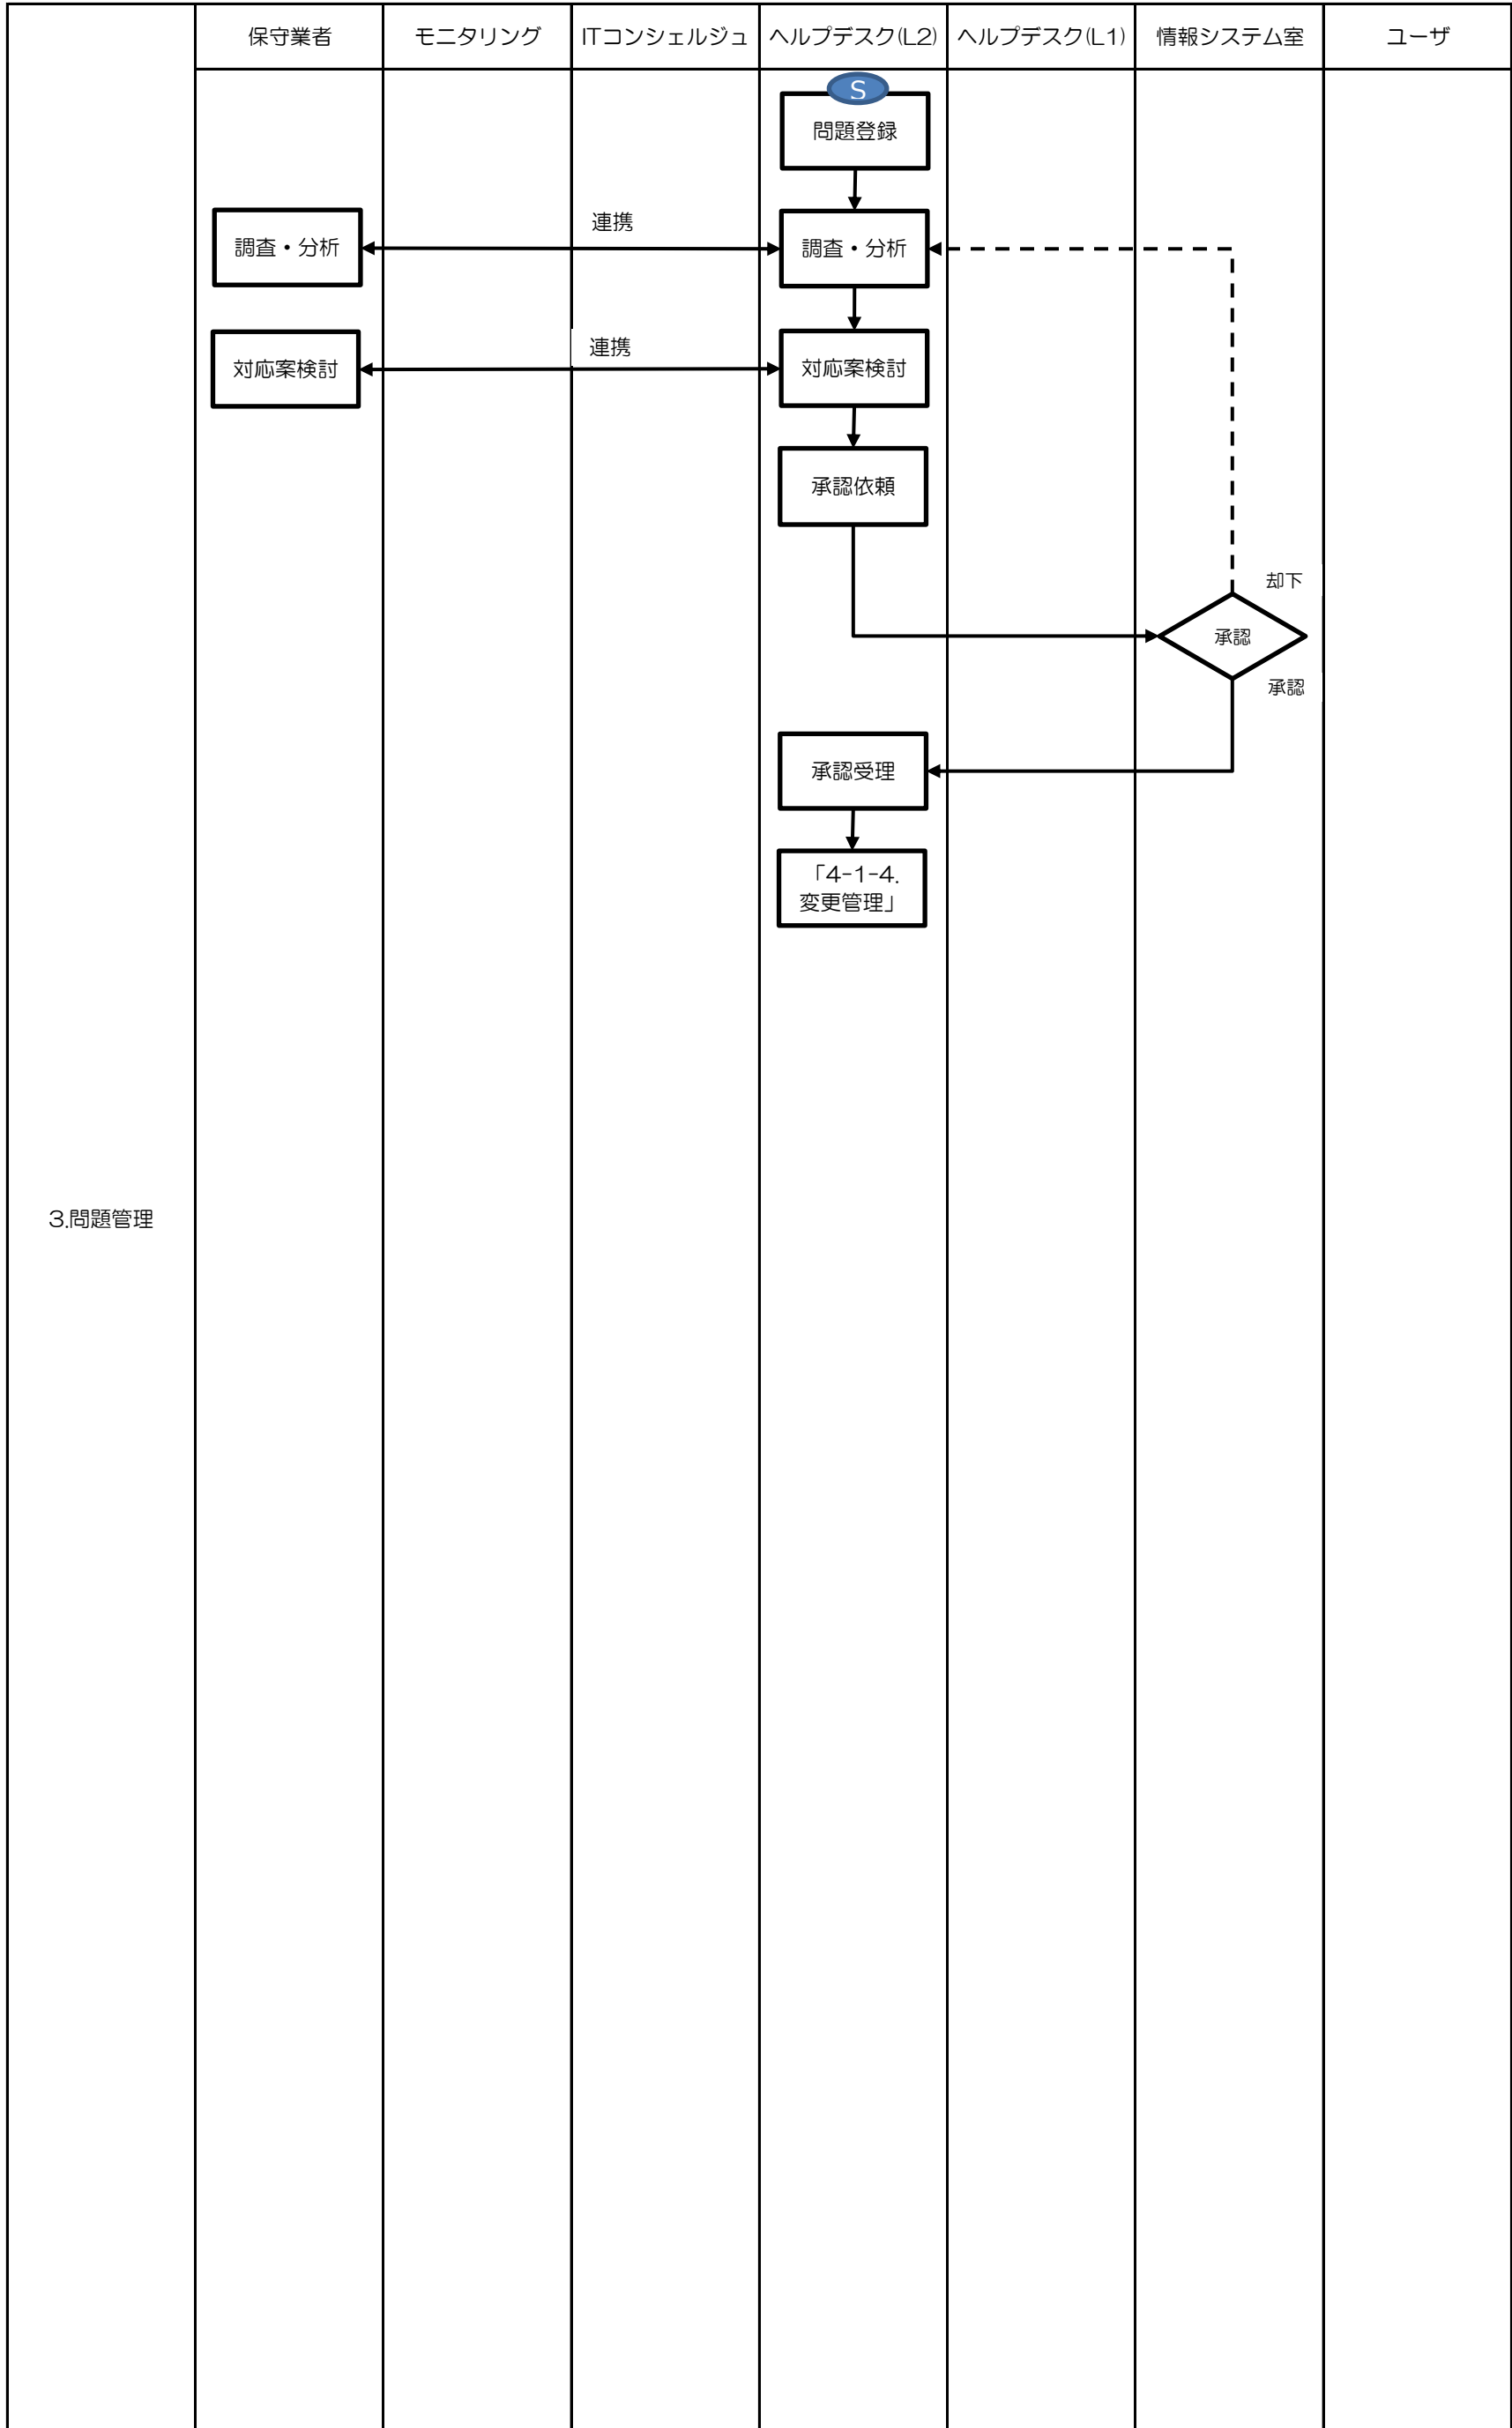 保守業者
モニタリング
ITコンシェルジュ
ヘルプデスク(L2)
ヘルプデスク(L1)
情報システム室
ユーザ
S
問題登録
調査・分析
連携
調査・分析
対応案検討
連携
対応案検討
承認依頼
却下
承認
承認
承認受理
「4-1-4.
変更管理」
3.問題管理